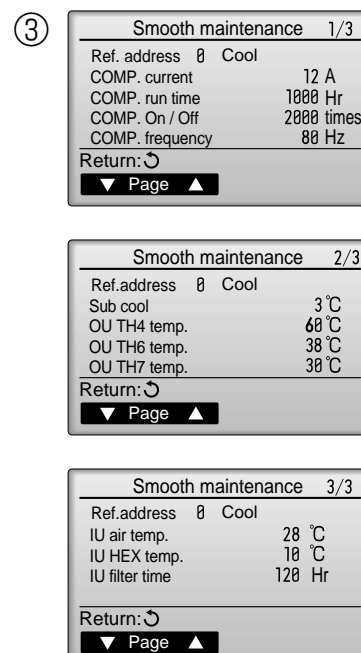 ③
Smooth maintenance 1/3
Ref. address 0 Cool
COMP. current 12 A
COMP. run time 1000 Hr
COMP. On / Off 2000 times
COMP. frequency 80 Hz
Return:
▼ Page ▲
Smooth maintenance 2/3
Ref.address 0 Cool
Sub cool 3℃
OU TH4 temp. 60℃
OU TH6 temp. 38℃
OU TH7 temp. 30℃
Return:
▼ Page ▲
Smooth maintenance 3/3
Ref.address 0 Cool
IU air temp. 28 ℃
IU HEX temp. 10 ℃
IU filter time 120 Hr
Return:
▼ Page ▲